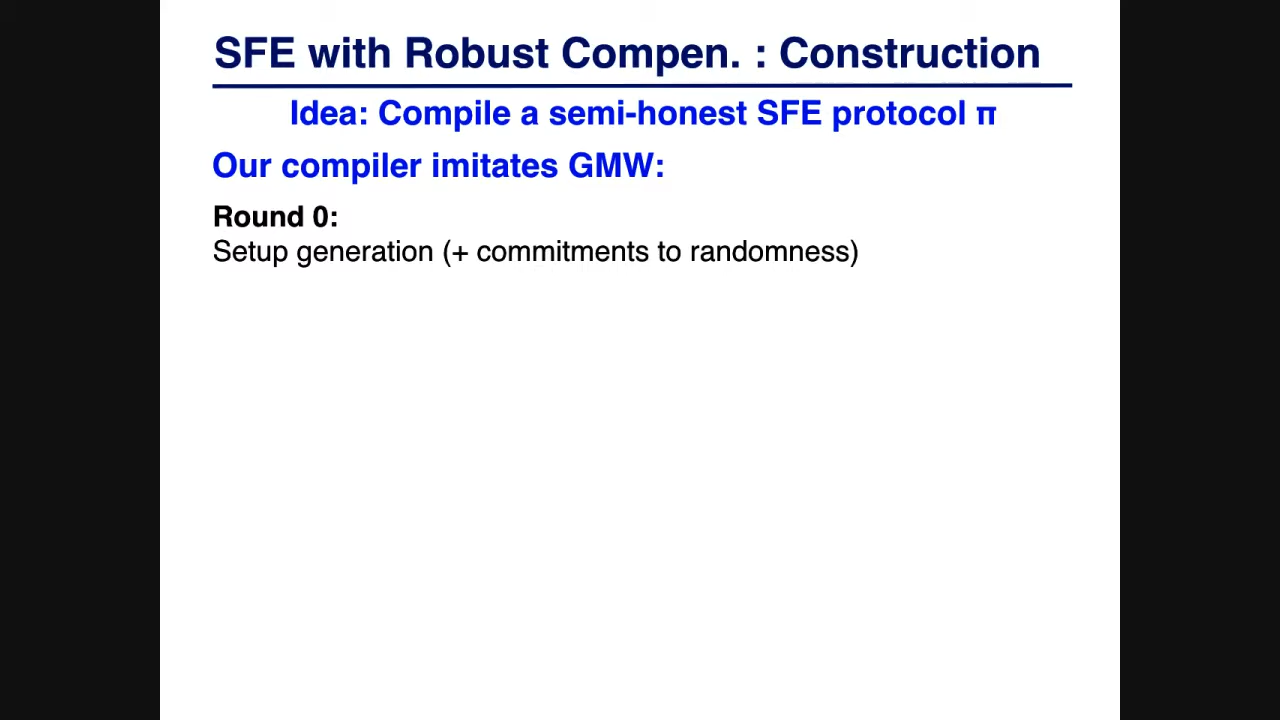 SFE with Robust Compen. : Construction
Idea: Compile a semi-honest SFE protocol π
Our compiler imitates GMW:
Round 0:
Setup generation (+ commitments to randomness)